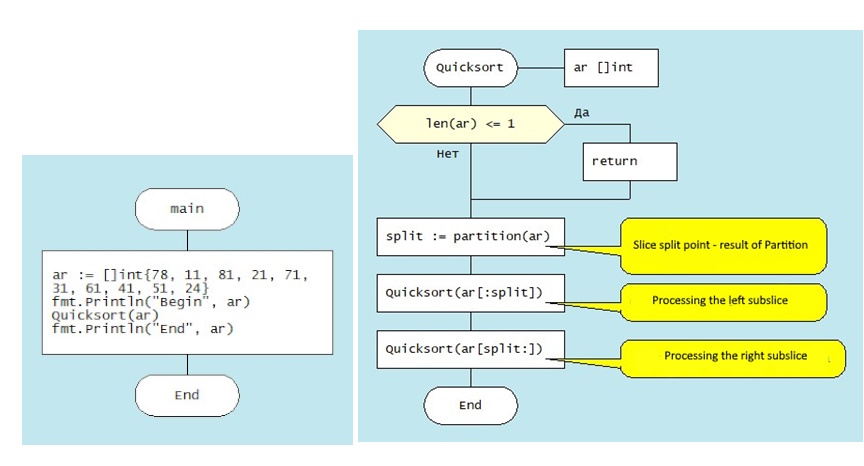 main
ar := []int{78, 11, 81, 21, 71,
31, 61, 41, 51, 24}
fmt.Println("Begin", ar)
Quicksort(ar)
fmt.Println("End", ar)
End
Quicksort
ar []int
len(ar) <= 1
Да
Нет
return
split := partition(ar)
Slice split point - result of Partition
Quicksort(ar[:split])
Processing the left subslice
Quicksort(ar[split:])
Processing the right subslice
End